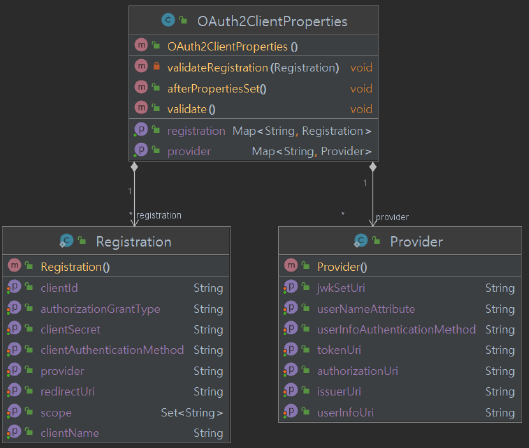 OAuth2ClientProperties
OAuth2ClientProperties ()
validateRegistration(Registration) void
afterPropertiesSet() void
validate() void
registration Map<String, Registration>
provider Map<String, Provider>
1
1
* registration
* provider
Registration
Registration()
clientId String
authorizationGrantType String
clientSecret String
clientAuthenticationMethod String
provider String
redirectUri String
scope Set<String>
clientName String
Provider
Provider()
jwkSetUri String
userNameAttribute String
userInfoAuthenticationMethod String
tokenUri String
authorizationUri String
issuerUri String
userInfoUri String